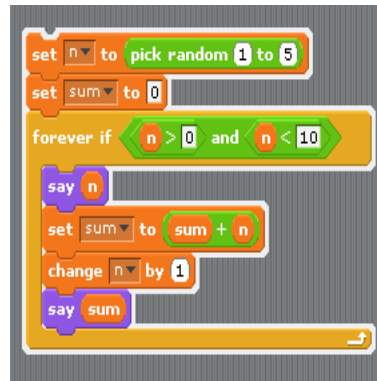 set n to pick random 1 to 5
set sum to 0
forever if n > 0 and n < 10
say n
set sum to sum + n
change n by 1
say sum